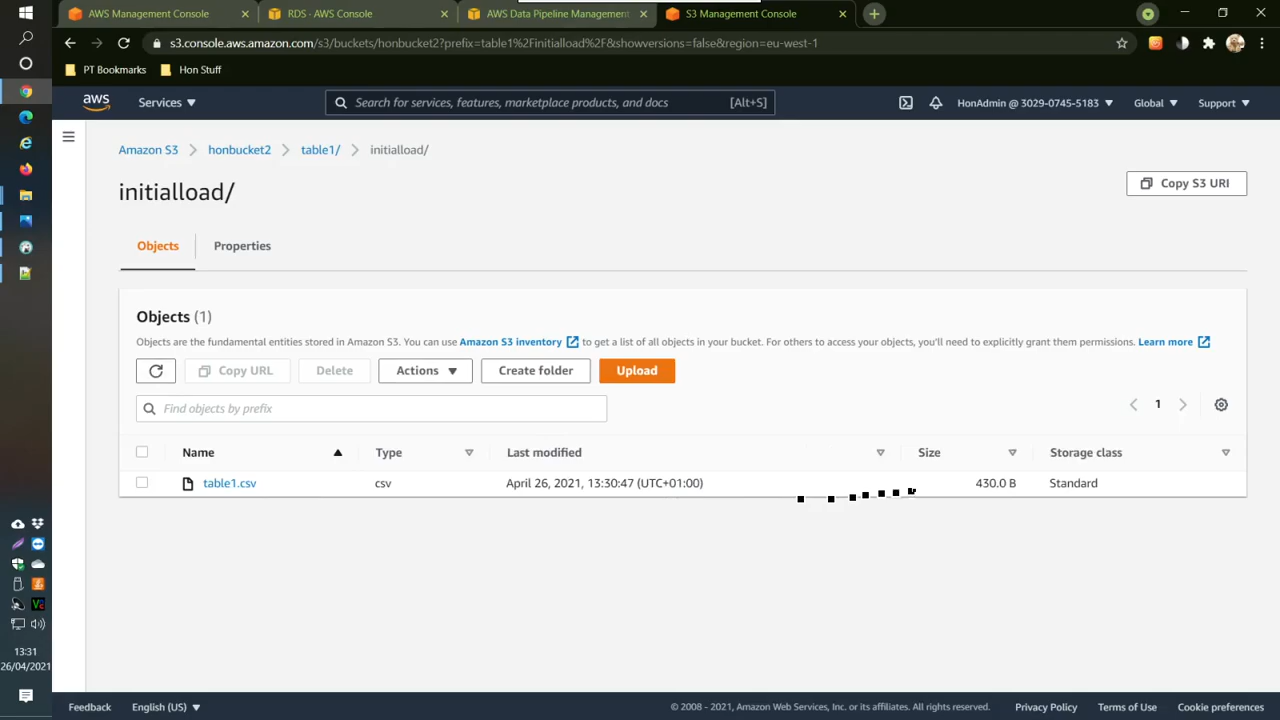 AWS Management Console
RDS - AWS Console
AWS Data Pipeline Management
S3 Management Console
s3.console.aws.amazon.com/s3/buckets/honbucket2?prefix=table1%2Finitialload%2F&showversions=false&region=eu-west-1
PT Bookmarks
Hon Stuff
aws
Services
Search for services, features, marketplace products, and docs
[Alt+S]
HonAdmin @ 3029-0745-5183
Global
Support
Amazon S3
honbucket2
table1/
initialload/
initialload/
Copy S3 URI
Objects
Properties
Objects (1)
Objects are the fundamental entities stored in Amazon S3. You can use Amazon S3 inventory to get a list of all objects in your bucket. For others to access your objects, you'll need to explicitly grant them permissions. Learn more
Copy URL
Delete
Actions
Create folder
Upload
Find objects by prefix
1
Name
Type
Last modified
Size
Storage class
table1.csv
csv
April 26, 2021, 13:30:47 (UTC+01:00)
430.0 B
Standard
13:31
26/04/2021
Feedback
English (US)
© 2008 - 2021, Amazon Web Services, Inc. or its affiliates. All rights reserved.
Privacy Policy
Terms of Use
Cookie preferences